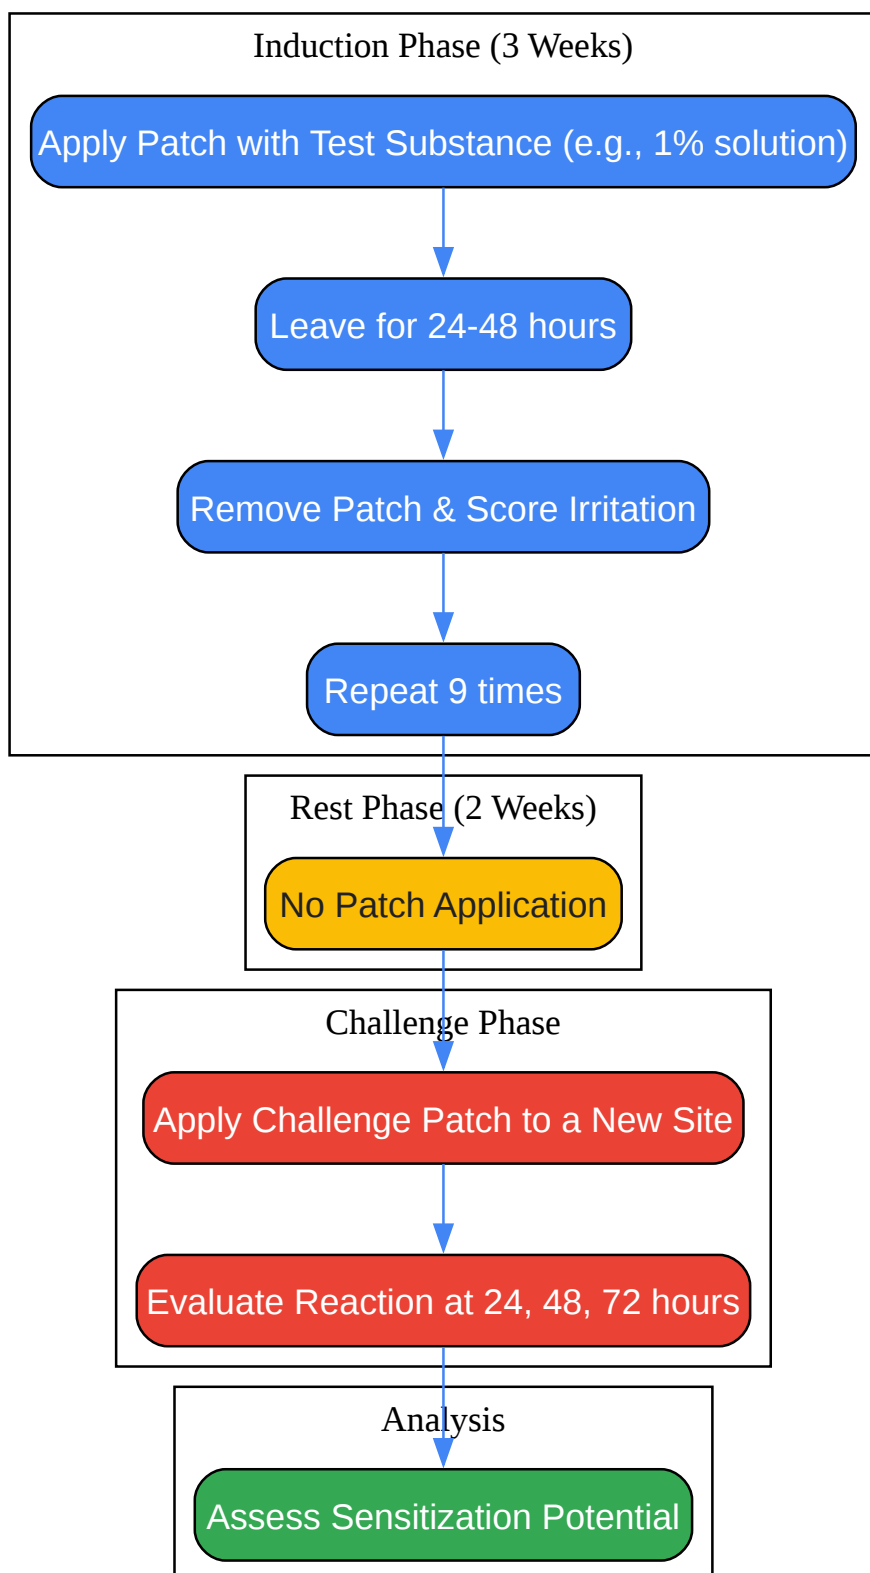 Induction Phase (3 Weeks)
Apply Patch with Test Substance (e.g., 1% solution)
Leave for 24-48 hours
Remove Patch & Score Irritation
Repeat 9 times
Rest Phase (2 Weeks)
No Patch Application
Challenge Phase
Apply Challenge Patch to a New Site
Evaluate Reaction at 24, 48, 72 hours
Analysis
Assess Sensitization Potential